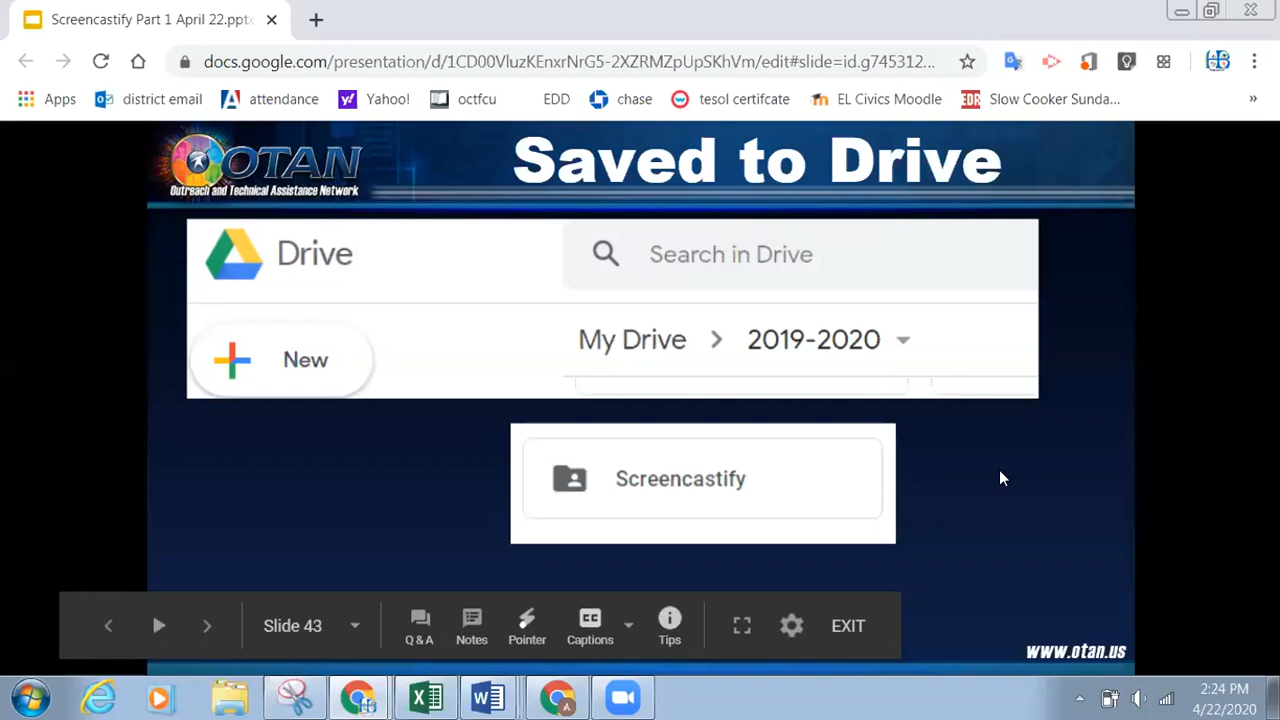 Screencastify Part 1 April 22.pptx
docs.google.com/presentation/d/1CD00VluzKEnxrNrG5-2XZRMZpUpSKhVm/edit#slide=id.g745312...
Apps district email attendance Yahoo! octfcu EDD chase tesol certifcate EL Civics Moodle EDR Slow Cooker Sunda... »
OTAN
Outreach and Technical Assistance Network
Saved to Drive
Drive
Search in Drive
New
My Drive > 2019-2020
Screencastify
Slide 43
Q & A
Notes
Pointer
CC
Captions
Tips
EXIT
www.otan.us
2:24 PM
4/22/2020